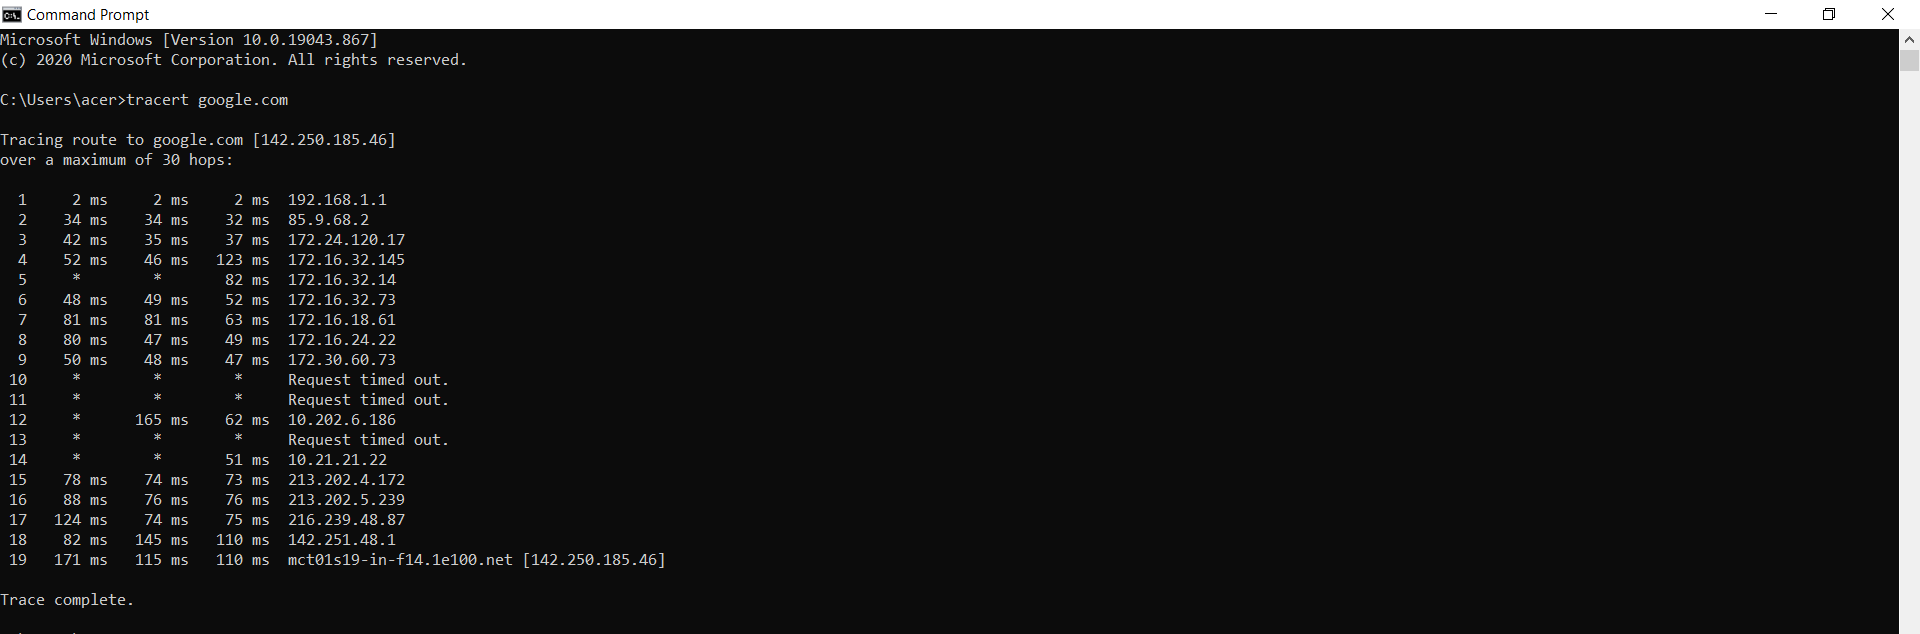 Command Prompt
Microsoft Windows [Version 10.0.19043.867]
(c) 2020 Microsoft Corporation. All rights reserved.
C:\Users\acer>tracert google.com
Tracing route to google.com [142.250.185.46]
over a maximum of 30 hops:
1 2 ms 2 ms 2 ms 192.168.1.1
2 34 ms 34 ms 32 ms 85.9.68.2
3 42 ms 35 ms 37 ms 172.24.120.17
4 52 ms 46 ms 123 ms 172.16.32.145
5 * * 82 ms 172.16.32.14
6 48 ms 49 ms 52 ms 172.16.32.73
7 81 ms 81 ms 63 ms 172.16.18.61
8 80 ms 47 ms 49 ms 172.16.24.22
9 50 ms 48 ms 47 ms 172.30.60.73
10 * * * Request timed out.
11 * * * Request timed out.
12 * 165 ms 62 ms 10.202.6.186
13 * * * Request timed out.
14 * * 51 ms 10.21.21.22
15 78 ms 74 ms 73 ms 213.202.4.172
16 88 ms 76 ms 76 ms 213.202.5.239
17 124 ms 74 ms 75 ms 216.239.48.87
18 82 ms 145 ms 110 ms 142.251.48.1
19 171 ms 115 ms 110 ms mct01s19-in-f14.1e100.net [142.250.185.46]
Trace complete.